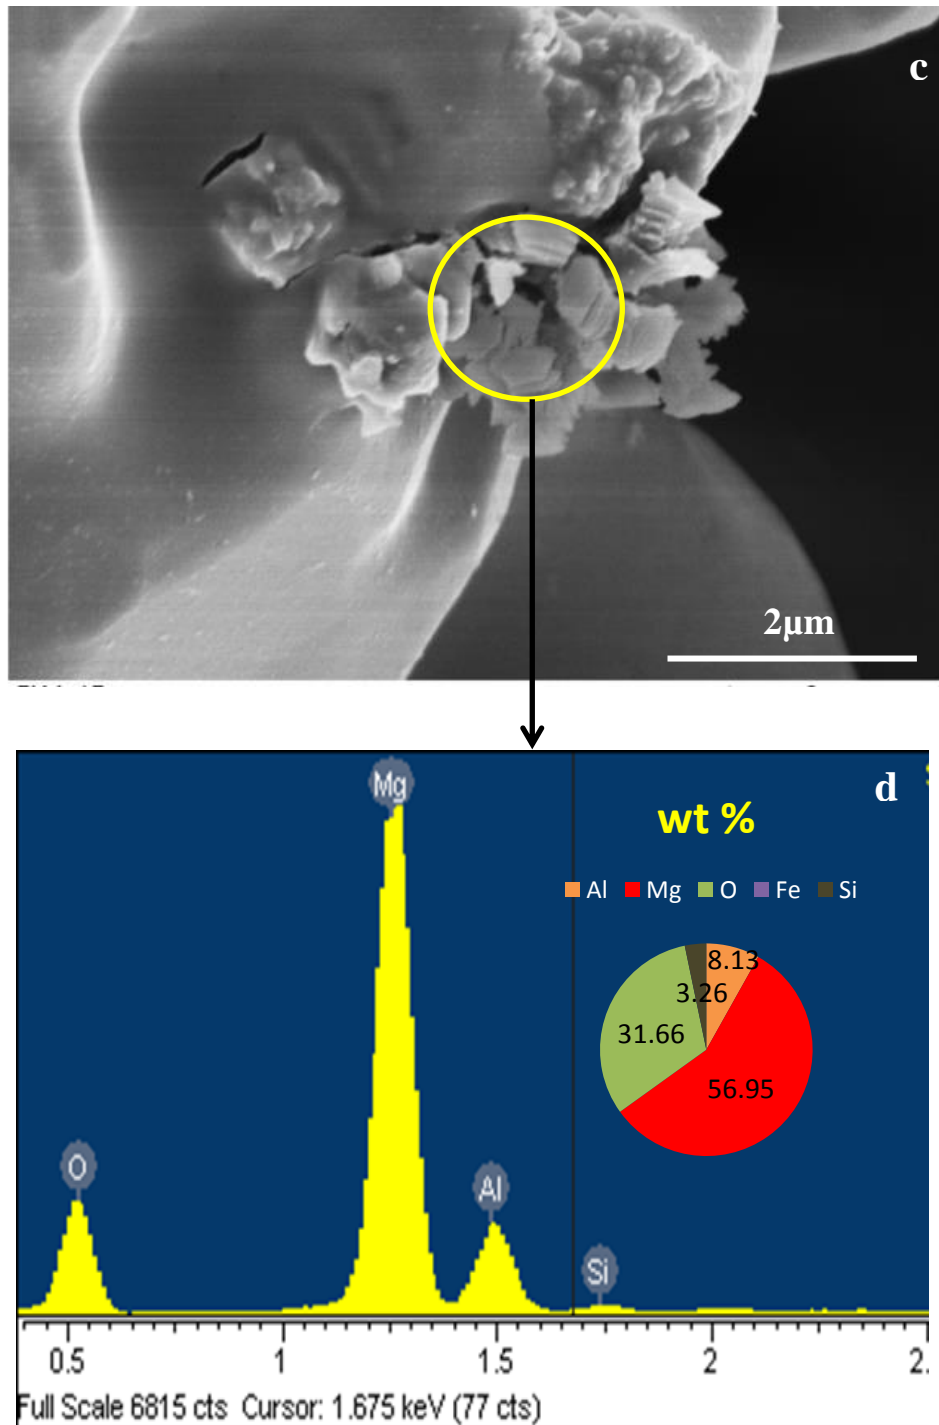 c
2µm
Mg
d
wt %
Al Mg O Fe Si
8.13
3.26
31.66
56.95
O
Al
Si
0.5 1 1.5 2 2.
Full Scale 6815 cts Cursor: 1.675 keV (77 cts)